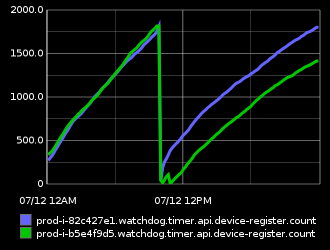 2000.0
1500.0
1000.0
500.0
0
07/12 12AM 07/12 12PM
prod-i-82c427e1.watchdog.timer.api.device-register.count
prod-i-b5e4f9d5.watchdog.timer.api.device-register.count